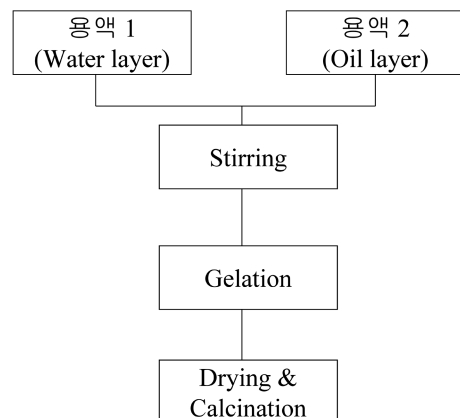 용액 1
(Water layer)
용액 2
(Oil layer)
Stirring
Gelation
Drying &
Calcination